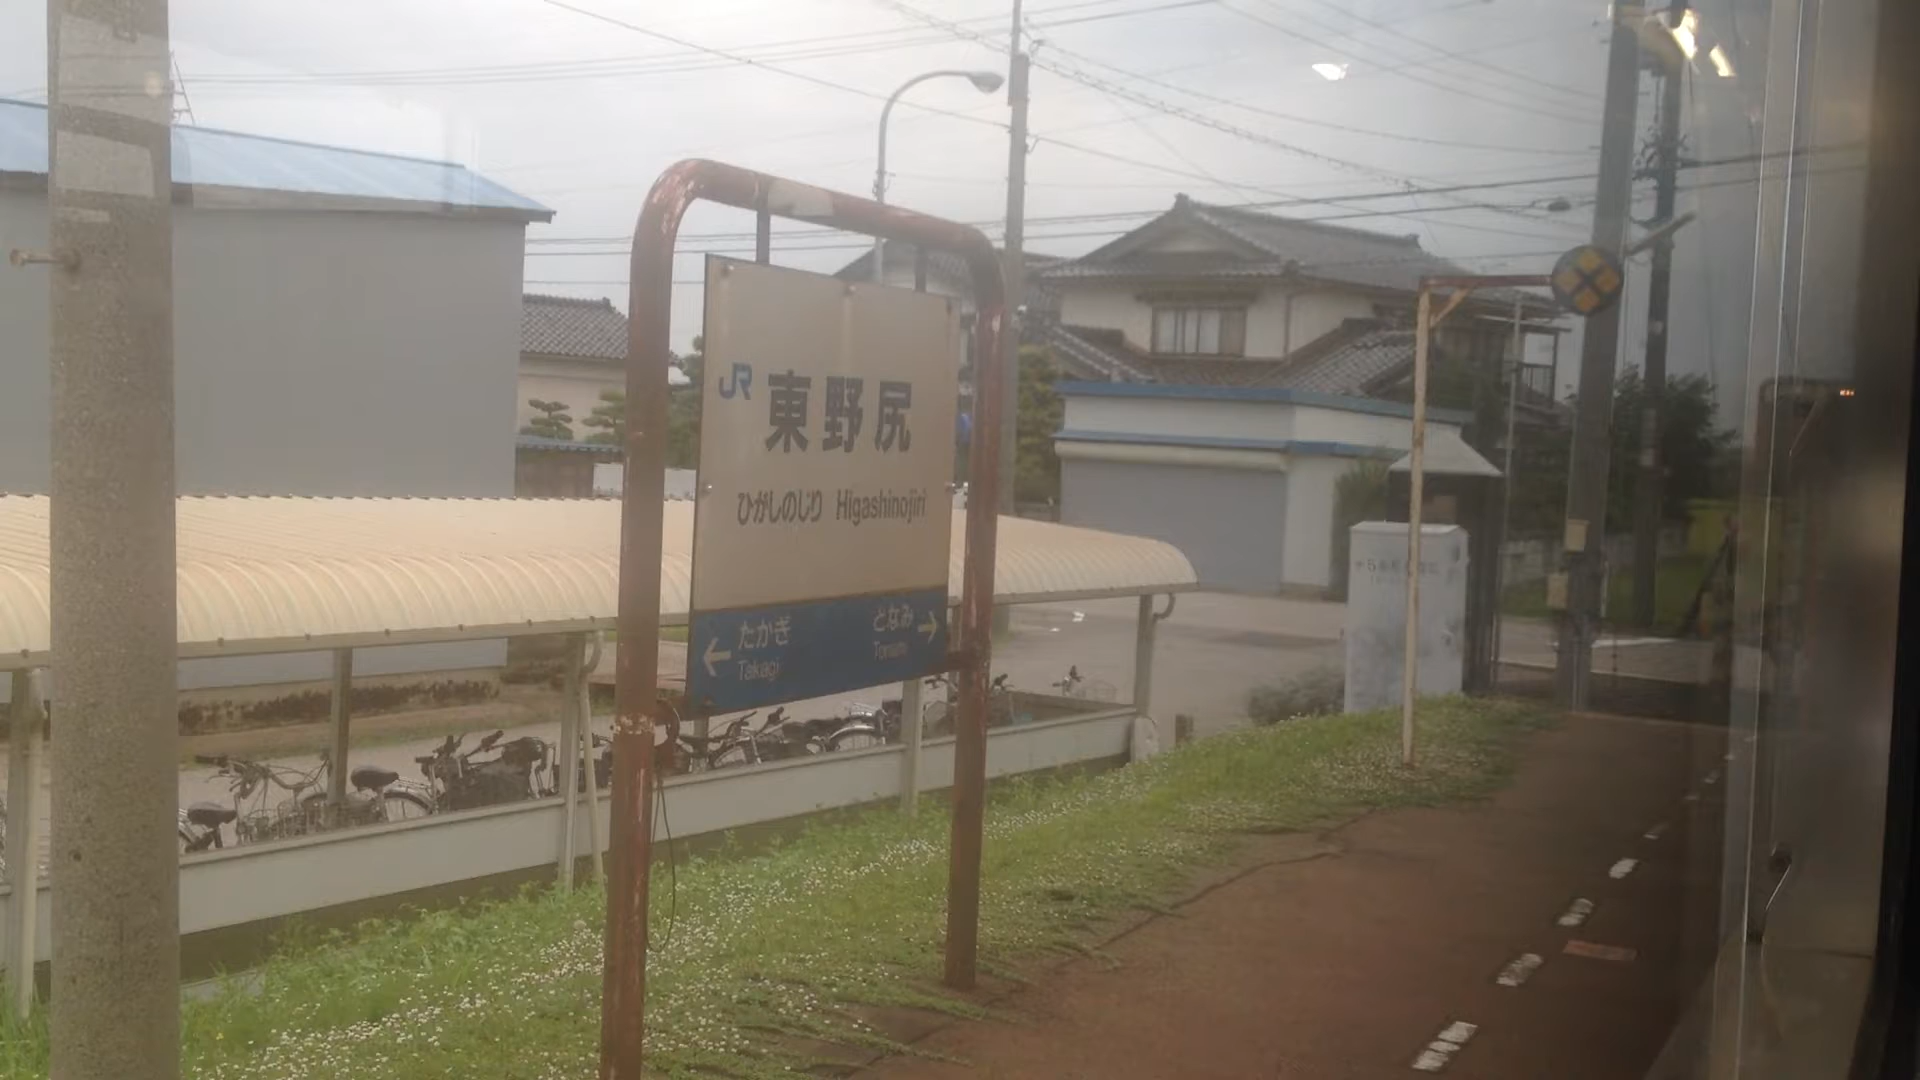 JR 東野尻
ひがしのじり Higashinojiri
← たかぎ
Takagi
となみ →
Tonami